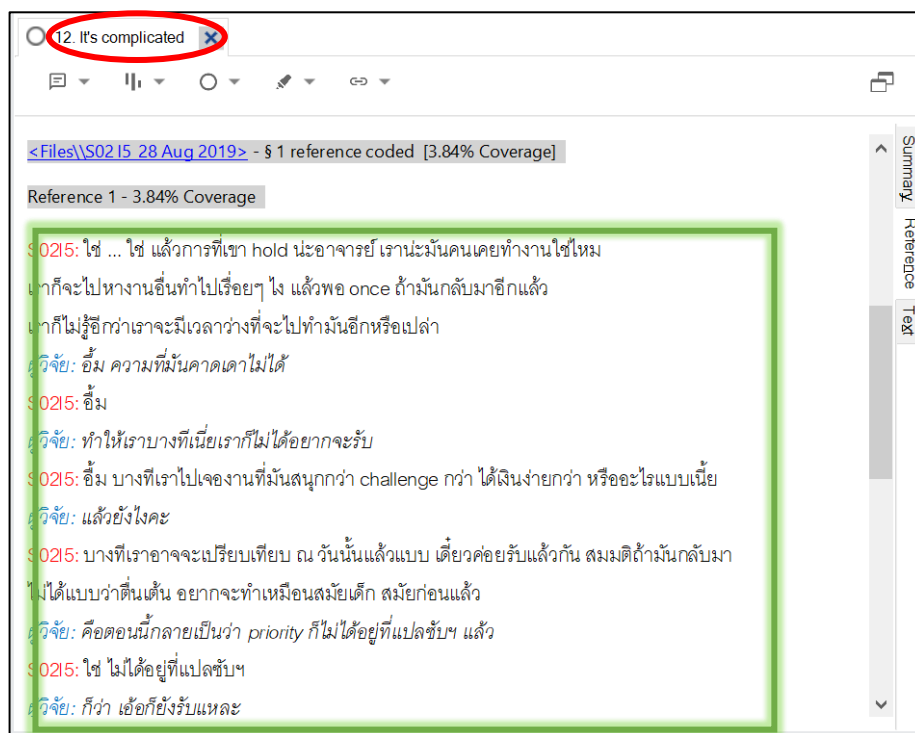 12. It's complicated
<Files\\S02I5 28 Aug 2019> - § 1 reference coded [3.84% Coverage]
Reference 1 - 3.84% Coverage
S02I5: ใช่ ... ใช่ แล้วการที่เขา hold น่ะอาจารย์ เราน่ะมันคนเคยทำงานใช่ไหม
เราก็จะไปหางานอื่นทำไปเรื่อยๆ ไง แล้วพอ once ถ้ามันกลับมาอีกแล้ว
เราก็ไม่รู้อีกว่าเราจะมีเวลาว่างที่จะไปทำมันอีกหรือเปล่า
ผู้วิจัย: อื้ม ความที่มันคาดเดาไม่ได้
S02I5: อื้ม
ผู้วิจัย: ทำให้เราบางทีเนี่ยเราก็ไม่ได้อยากจะรับ
S02I5: อื้ม บางทีเราไปเจองานที่มันสนุกกว่า challenge กว่า ได้เงินง่ายกว่า หรืออะไรแบบเนี้ย
ผู้วิจัย: แล้วยังไงคะ
S02I5: บางทีเราอาจจะเปรียบเทียบ ณ วันนั้นแล้วแบบ เดี๋ยวค่อยรับแล้วกัน สมมติถ้ามันกลับมา
ไม่ได้แบบว่าตื่นเต้น อยากจะทำเหมือนสมัยเด็ก สมัยก่อนแล้ว
ผู้วิจัย: คือตอนนี้กลายเป็นว่า priority ก็ไม่ได้อยู่ที่แปลซับฯ แล้ว
S02I5: ใช่ ไม่ได้อยู่ที่แปลซับฯ
ผู้วิจัย: ก็ว่า เอ้อก็ยังรับแหละ
Summary
Reference
Text